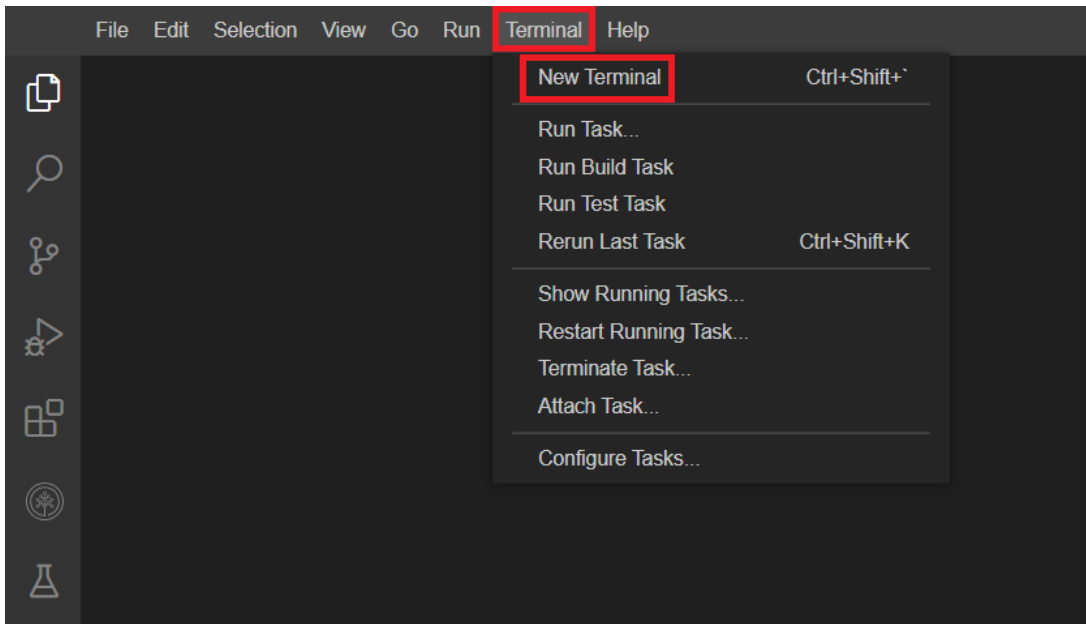 File Edit Selection View Go Run Terminal Help
New Terminal Ctrl+Shift+`
Run Task...
Run Build Task
Run Test Task
Rerun Last Task Ctrl+Shift+K
Show Running Tasks...
Restart Running Task...
Terminate Task...
Attach Task...
Configure Tasks...